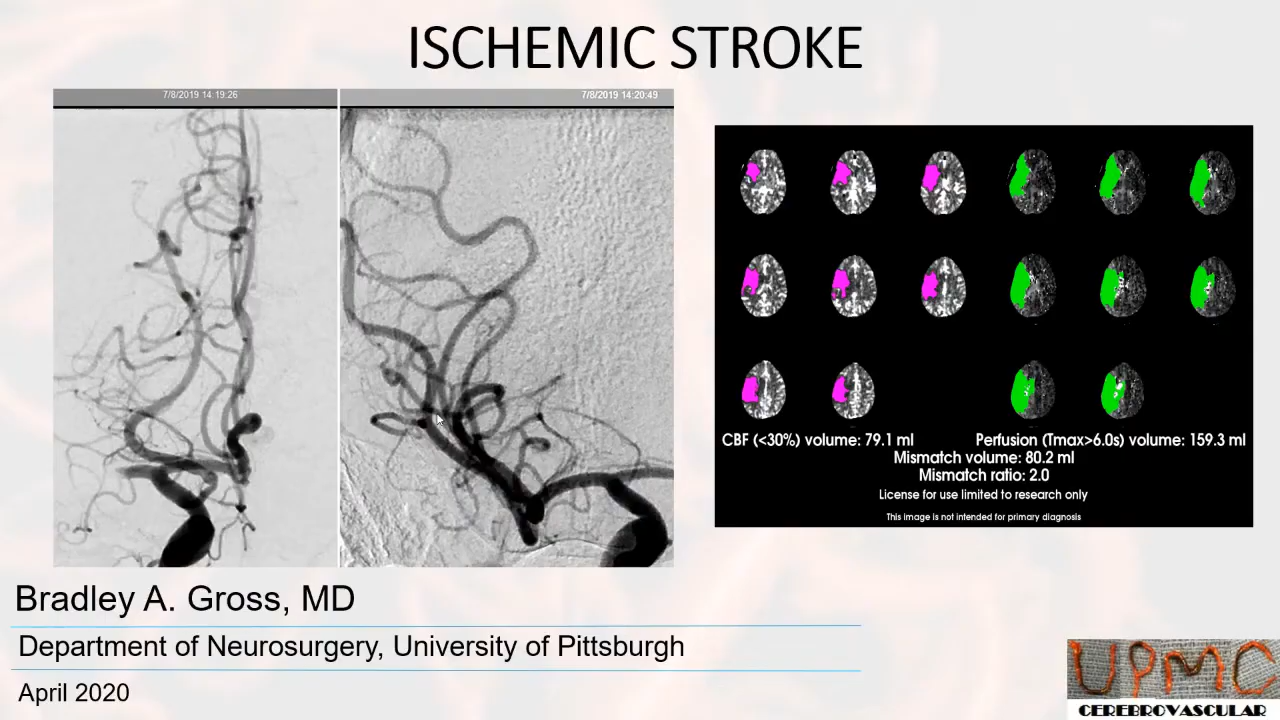 ISCHEMIC STROKE
7/8/2019 14:19:26
7/8/2019 14:20:49
CBF (<30%) volume: 79.1 ml
Perfusion (Tmax>6.0s) volume: 159.3 ml
Mismatch volume: 80.2 ml
Mismatch ratio: 2.0
License for use limited to research only
This image is not intended for primary diagnosis
Bradley A. Gross, MD
Department of Neurosurgery, University of Pittsburgh
April 2020
UPMC
CEREBROVASCULAR